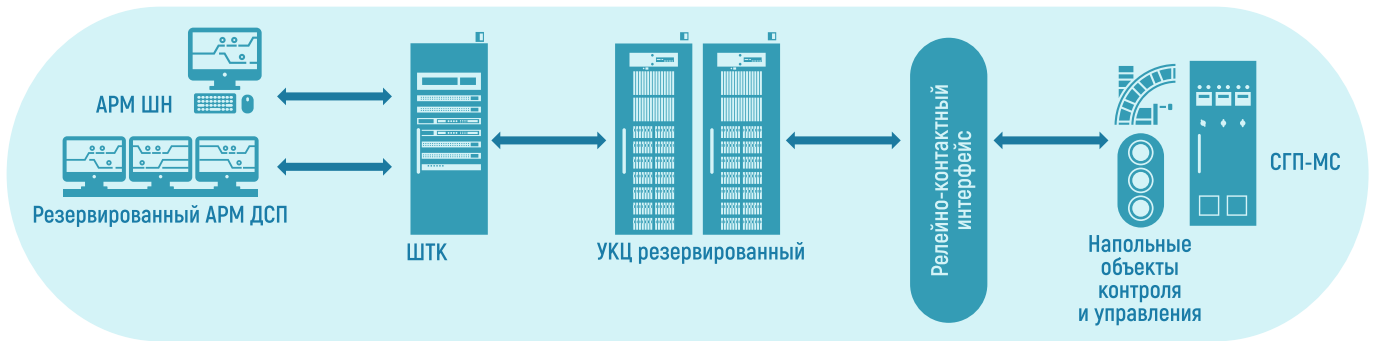 АРМ ШН
Резервированный АРМ ДСП
ШТК
УКЦ резервированный
Релейно-контактный
интерфейс
Напольные
объекты
контроля
и управления
СГП-МС